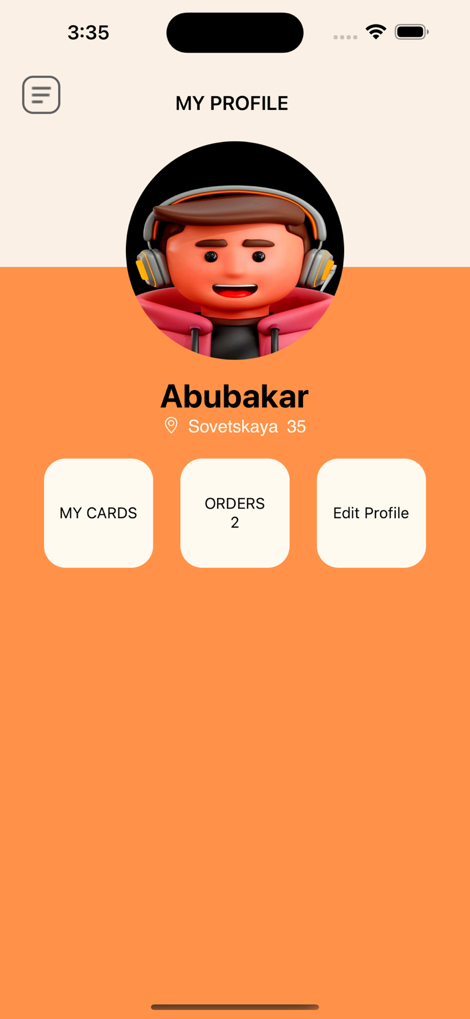 3:35
MY PROFILE
Abubakar
Sovetskaya 35
MY CARDS
ORDERS
2
Edit Profile